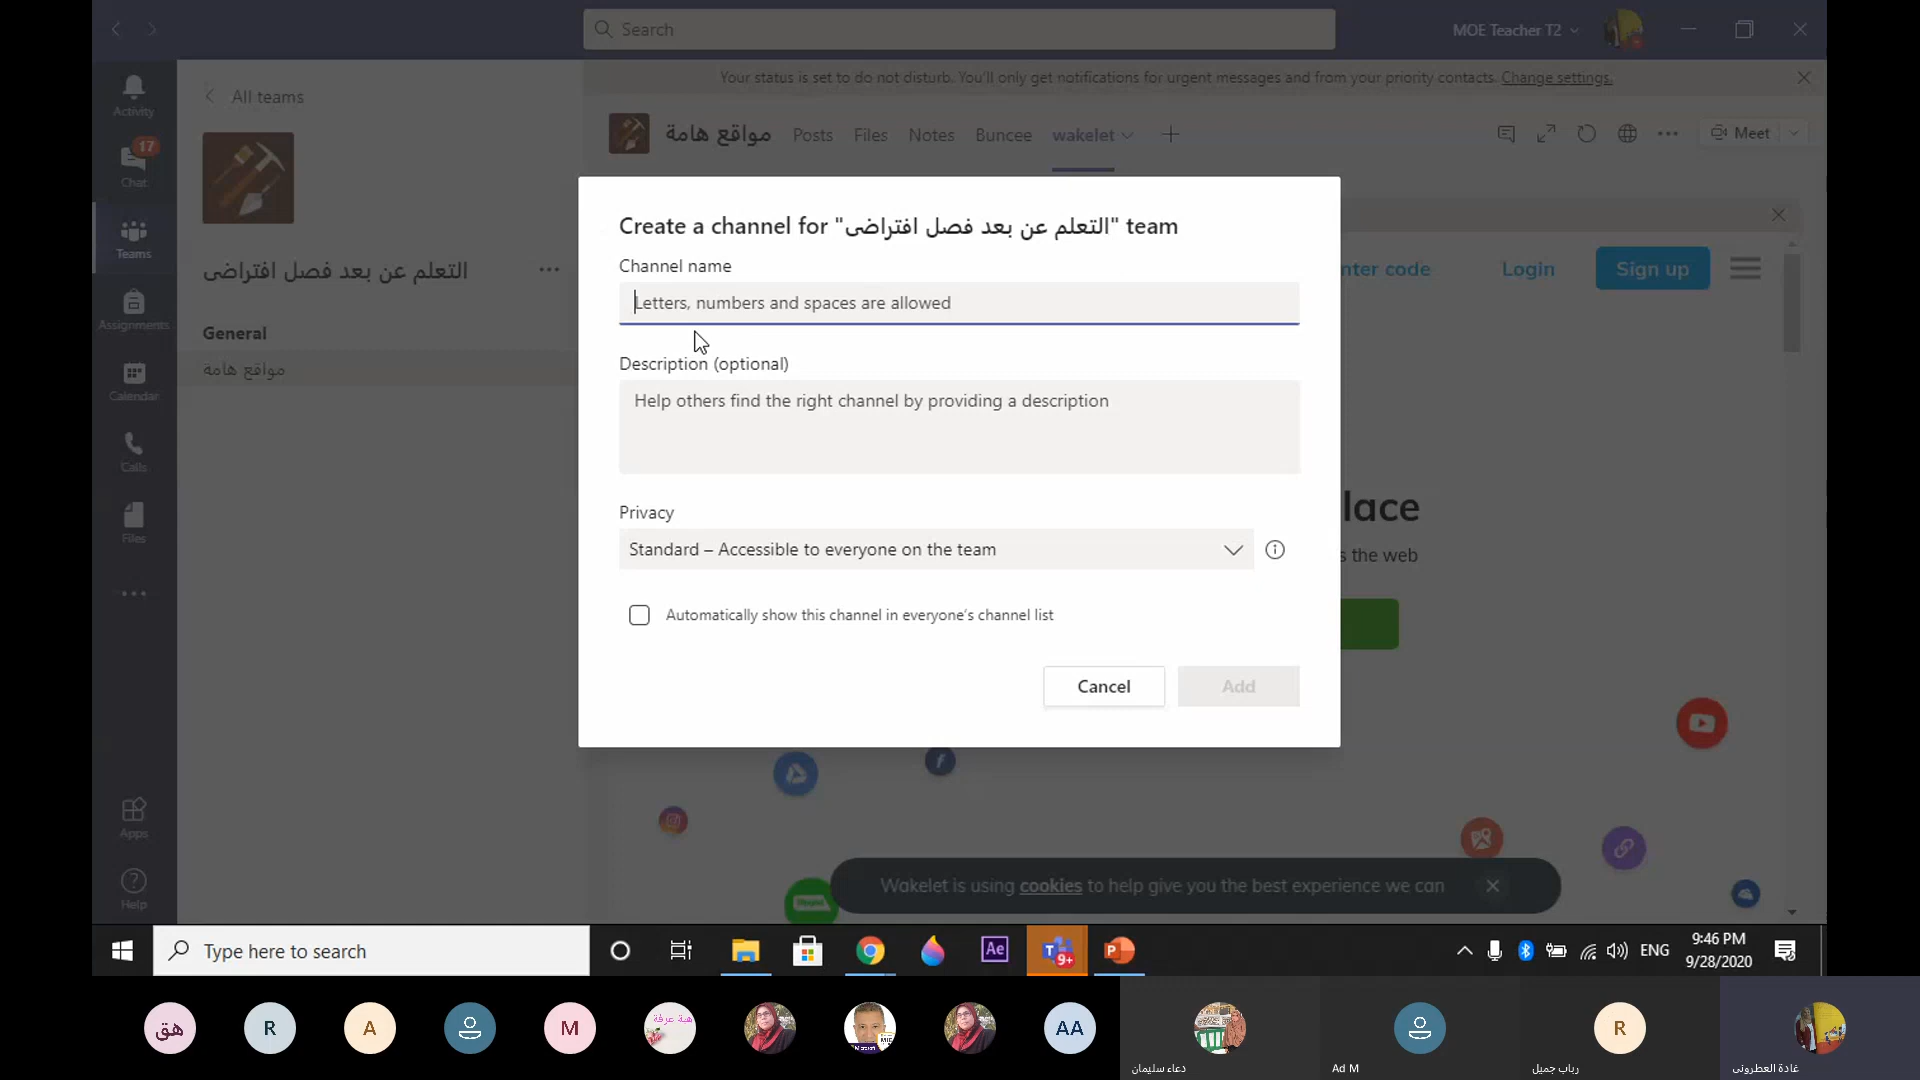 Search
MOE Teacher T2
Your status is set to do not disturb. You'll only get notifications for urgent messages and from your priority contacts. Change settings.
Activity
17
Chat
Teams
Assignments
Calendar
Calls
Files
Apps
Help
All teams
التعلم عن بعد فصل افتراضى
General
مواقع هامة
مواقع هامة
Posts
Files
Notes
Buncee
wakelet
Meet
nter code
Login
Sign up
lace
s the web
Create a channel for "التعلم عن بعد فصل افتراضى" team
Channel name
Letters, numbers and spaces are allowed
Description (optional)
Help others find the right channel by providing a description
Privacy
Standard – Accessible to everyone on the team
Automatically show this channel in everyone's channel list
Cancel
Add
Wakelet is using cookies to help give you the best experience we can
Type here to search
Ae
9+
ENG
9:46 PM
9/28/2020
هق
R
A
M
هبة عرفة
AA
R
دعاء سليمان
Ad M
رباب جميل
غادة العطرونى